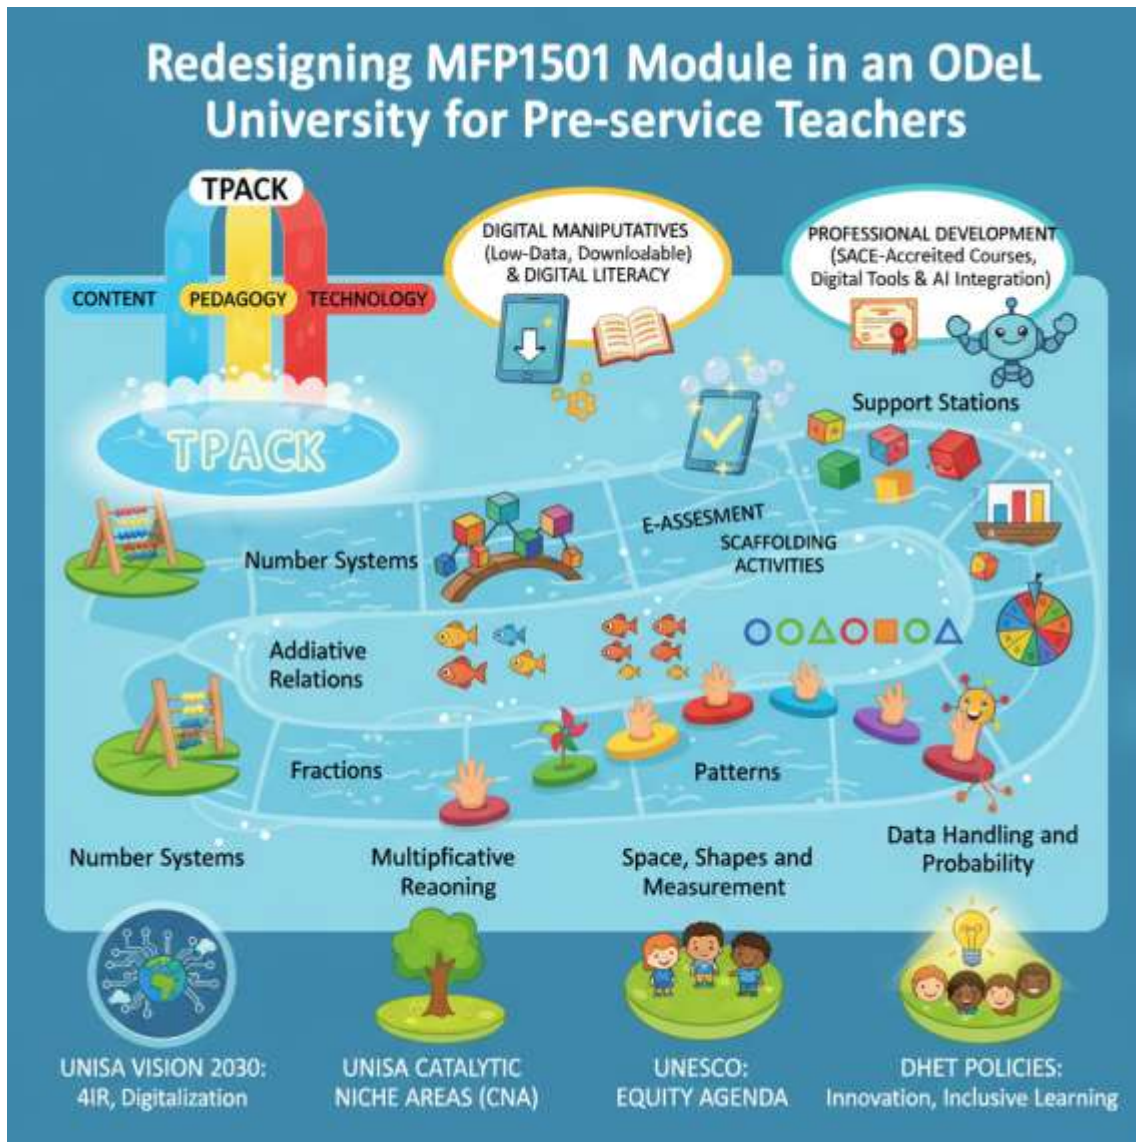 Redesigning MFP1501 Module in an ODeL
University for Pre-service Teachers
TPACK
CONTENT
PEDAGOGY
TECHNOLOGY
TPACK
DIGITAL MANIPUTATIVES
(Low-Data, Downloalable)
& DIGITAL LITERACY
PROFESSIONAL DEVELOPMENT
(SACE-Accreited Courses,
Digital Tools & AI Integration)
Support Stations
Number Systems
E-ASSESMENT
SCAFFOLDING
ACTIVITIES
Addiative
Relations
Fractions
Patterns
Number Systems
Multipficative
Reaoning
Space, Shapes and
Measurement
Data Handling and
Probability
UNISA VISION 2030:
4IR, Digitalization
UNISA CATALYTIC
NICHE AREAS (CNA)
UNESCO:
EQUITY AGENDA
DHET POLICIES:
Innovation, Inclusive Learning